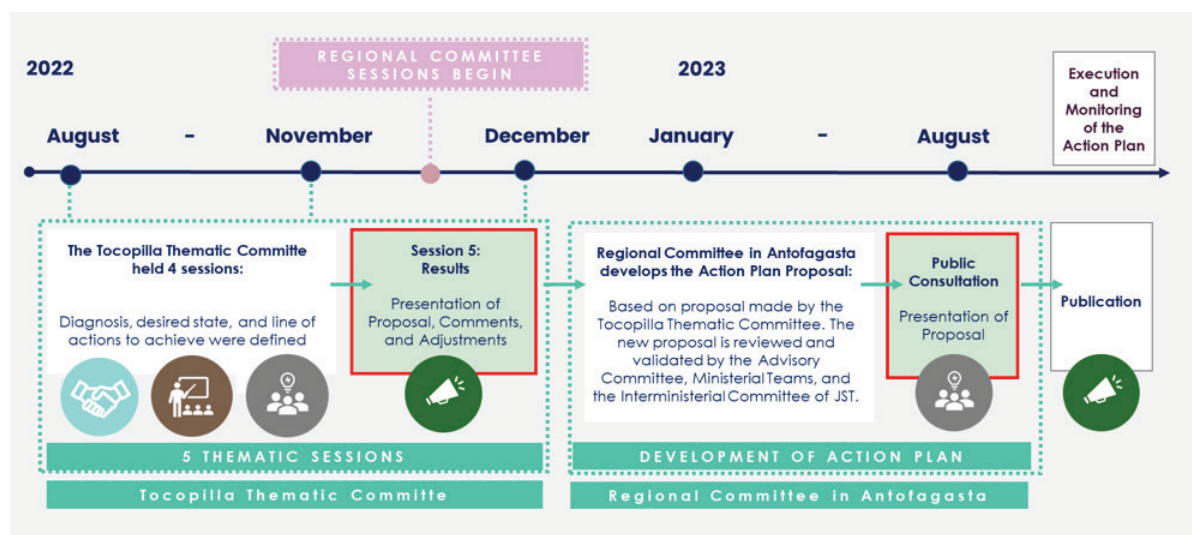 2022
REGIONAL COMMITTEE
SESSIONS BEGIN
2023
Execution
and
Monitoring
of the
Action Plan
August - November December January - August
The Tocopilla Thematic Committe
held 4 sessions:
Diagnosis, desired state, and line of
actions to achieve were defined
Session 5:
Results
Presentation of
Proposal, Comments,
and Adjustments
Regional Committee in Antofagasta
develops the Action Plan Proposal:
Based on proposal made by the
Tocopilla Thematic Committee. The
new proposal is reviewed and
validated by the Advisory
Committee, Ministerial Teams, and
the Interministerial Committee of JST.
Public
Consultation
Presentation of
Proposal
Publication
5 THEMATIC SESSIONS
Tocopilla Thematic Committe
DEVELOPMENT OF ACTION PLAN
Regional Committee in Antofagasta